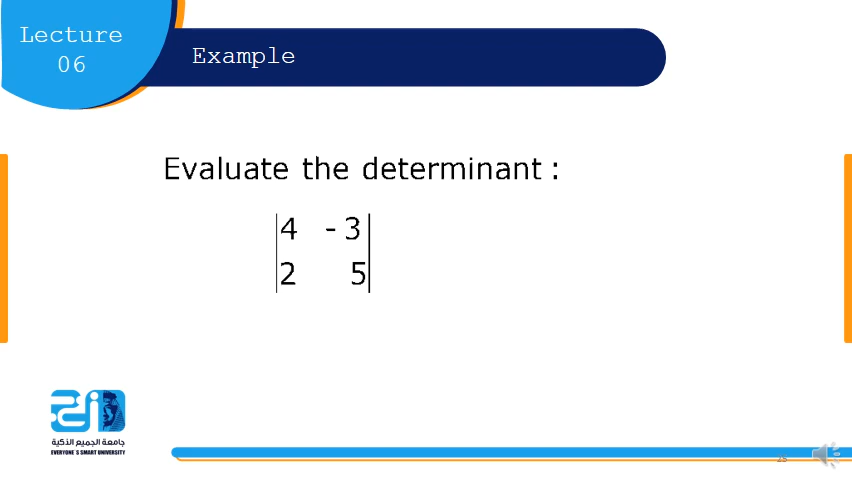 Lecture
06
Example
Evaluate the determinant :
4 - 3
2 5
جامعة الجميع الذكية
EVERYONE`S SMART UNIVERSITY